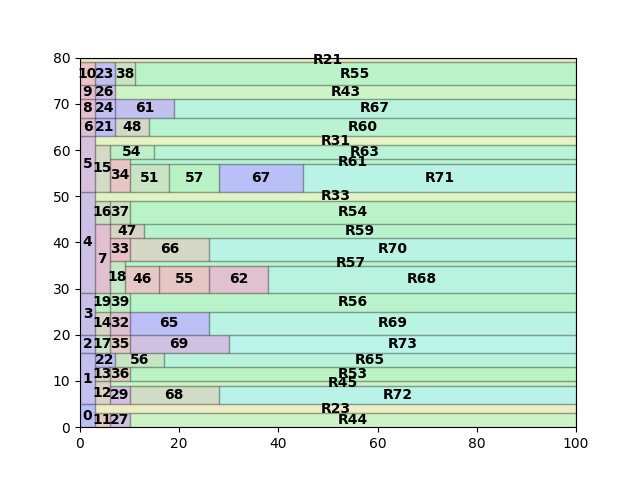 80
R21
10 23 38 R55
9 26 R43
70
8 24 61 R67
6 21 48 R60
R31
60
5 15 54 R63
R61
34 51 57 67 R71
50
R33
16 37 R54
47 R59
40
4 7 33 66 R70
R57
18 46 55 62 R68
30
19 39 R56
3 14 32 65 R69
20
2 17 35 69 R73
22 56 R65
1 13 36 R53
10
R45
12 29 68 R72
0 R23
11 27 R44
0
0 20 40 60 80 100